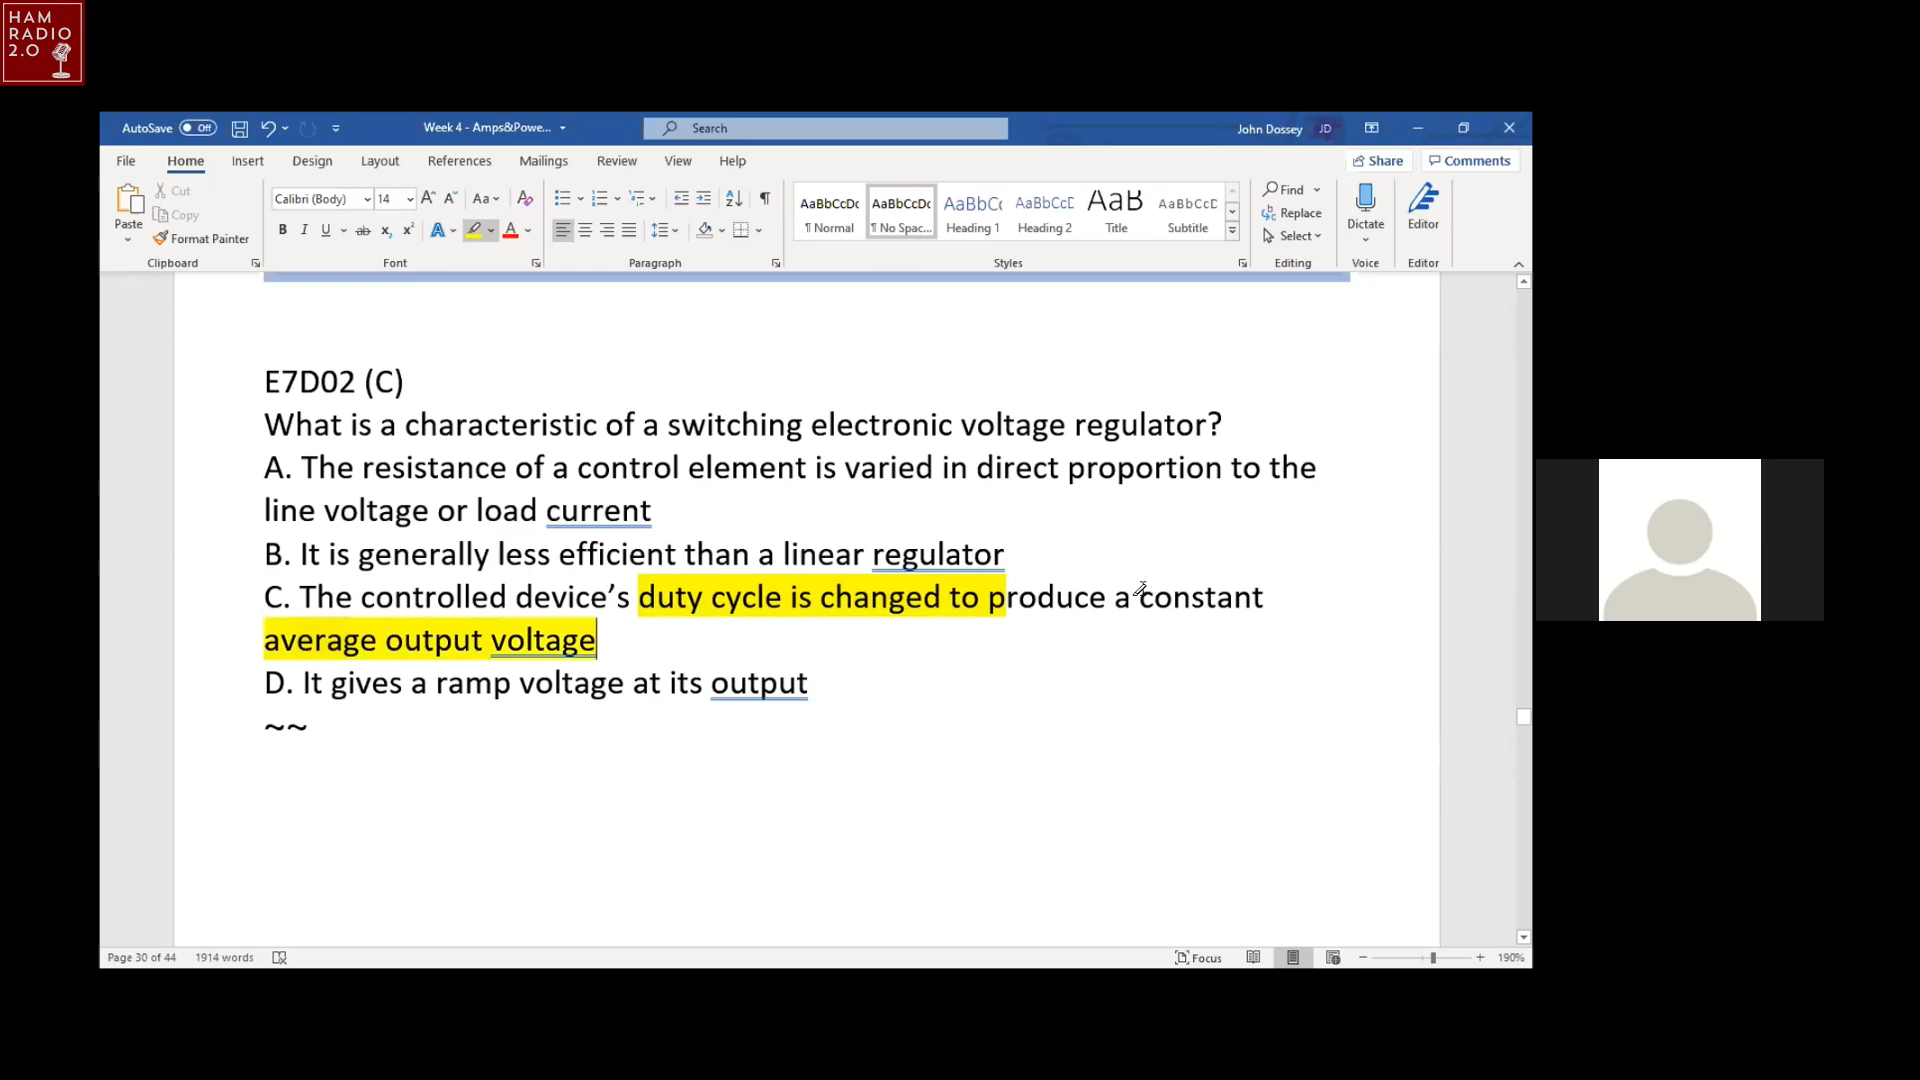 HAM
RADIO
2.0
AutoSave Off Week 4 - Amps&Powe... Search John Dossey JD
File Home Insert Design Layout References Mailings Review View Help Share Comments
Paste Cut Copy Format Painter
Calibri (Body) 14
AaBbCcDc AaBbCcDc AaBbCc AaBbCcD AaB AaBbCcD
¶ Normal ¶ No Spac... Heading 1 Heading 2 Title Subtitle
Find Replace Select Dictate Editor
Clipboard Font Paragraph Styles Editing Voice Editor
E7D02 (C)
What is a characteristic of a switching electronic voltage regulator?
A. The resistance of a control element is varied in direct proportion to the
line voltage or load current
B. It is generally less efficient than a linear regulator
C. The controlled device’s duty cycle is changed to produce a constant
average output voltage
D. It gives a ramp voltage at its output
~~
Page 30 of 44 1914 words Focus 190%